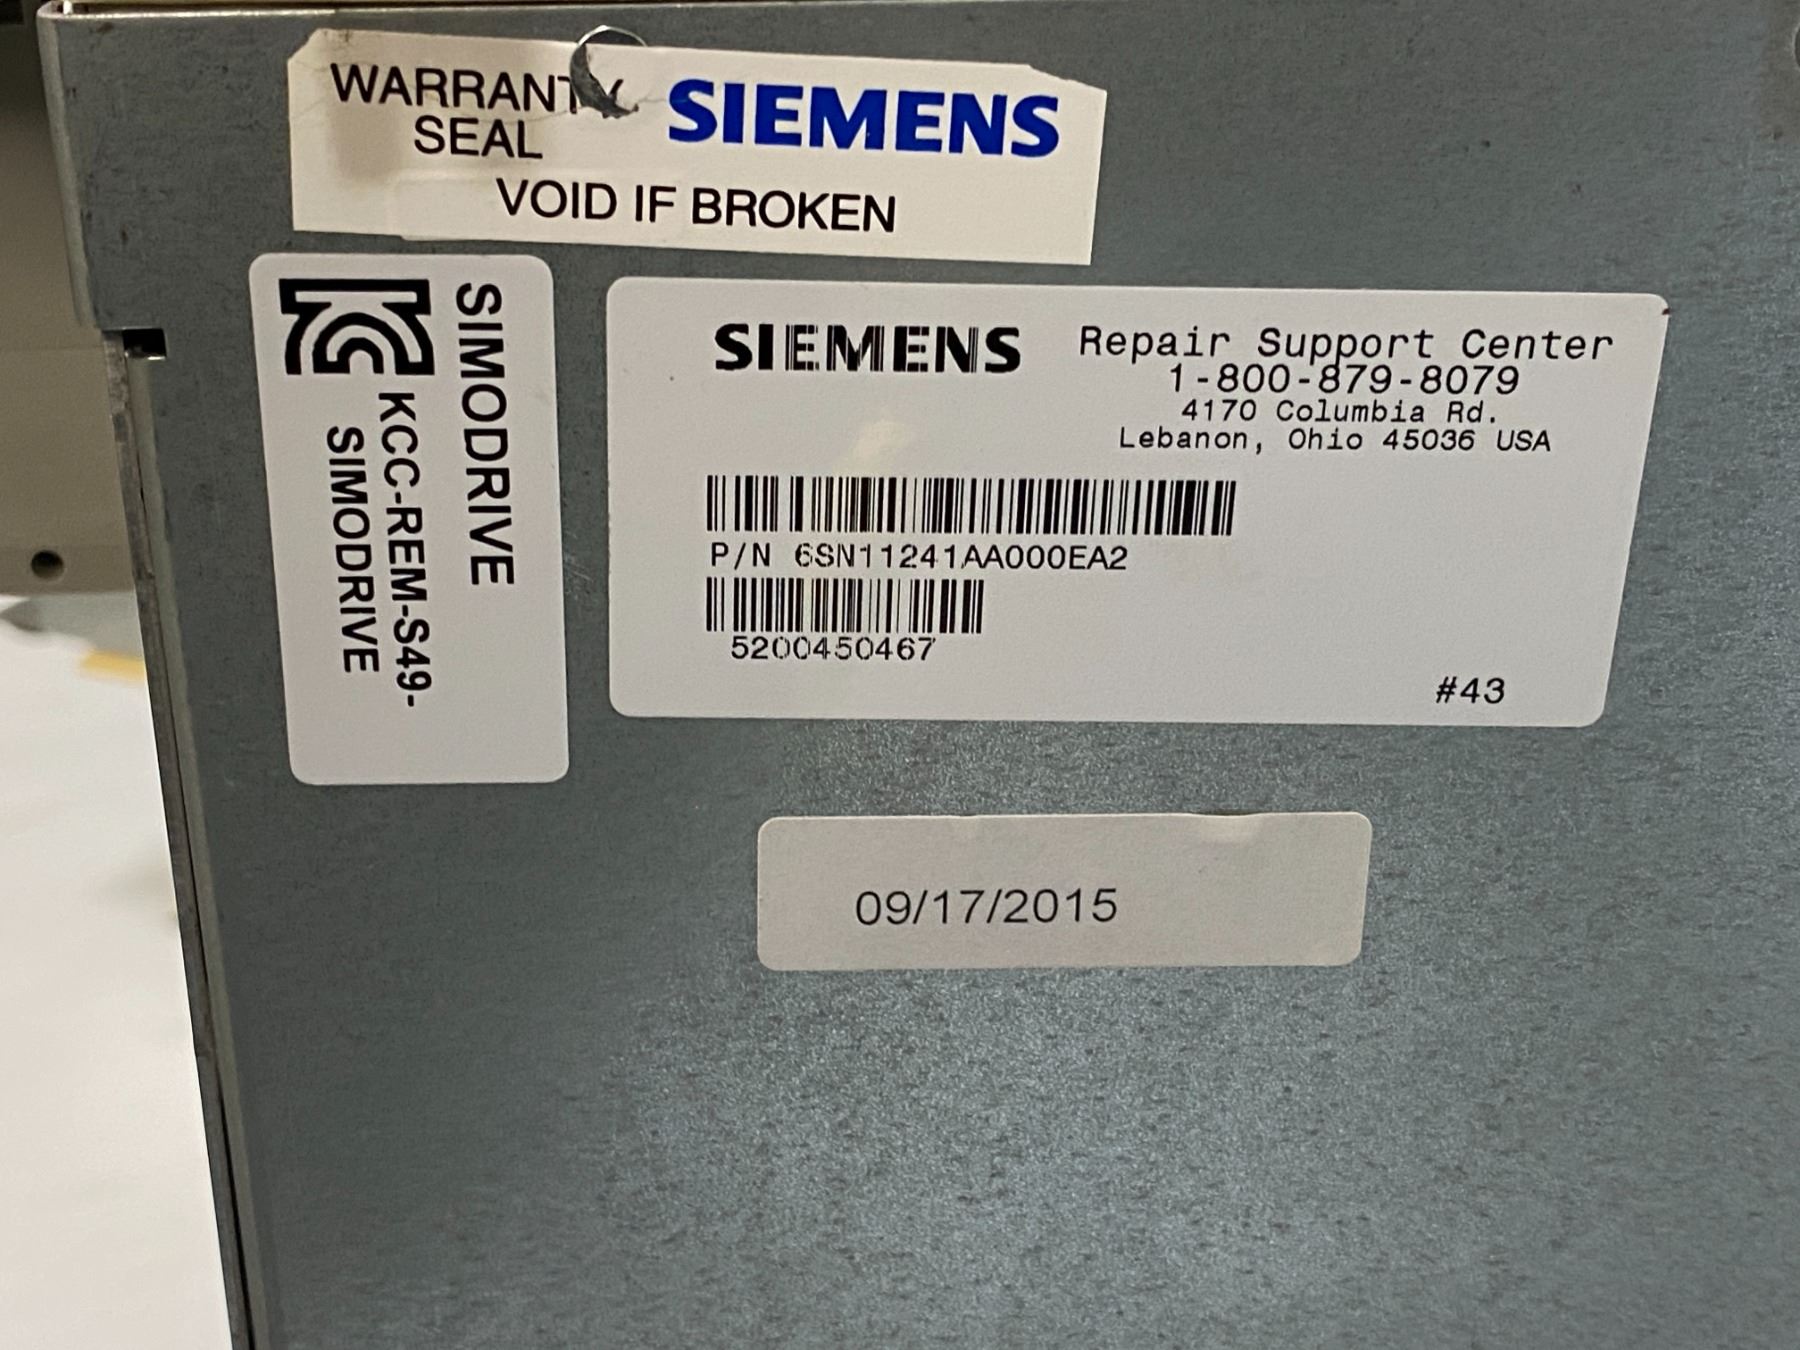 WARRANTY
SEAL
SIEMENS
VOID IF BROKEN
SIMODRIVE
KCC-REM-S49-
SIMODRIVE
SIEMENS
Repair Support Center
1-800-879-8079
4170 Columbia Rd.
Lebanon, Ohio 45036 USA
P/N 6SN11241AA000EA2
5200450467
#43
09/17/2015